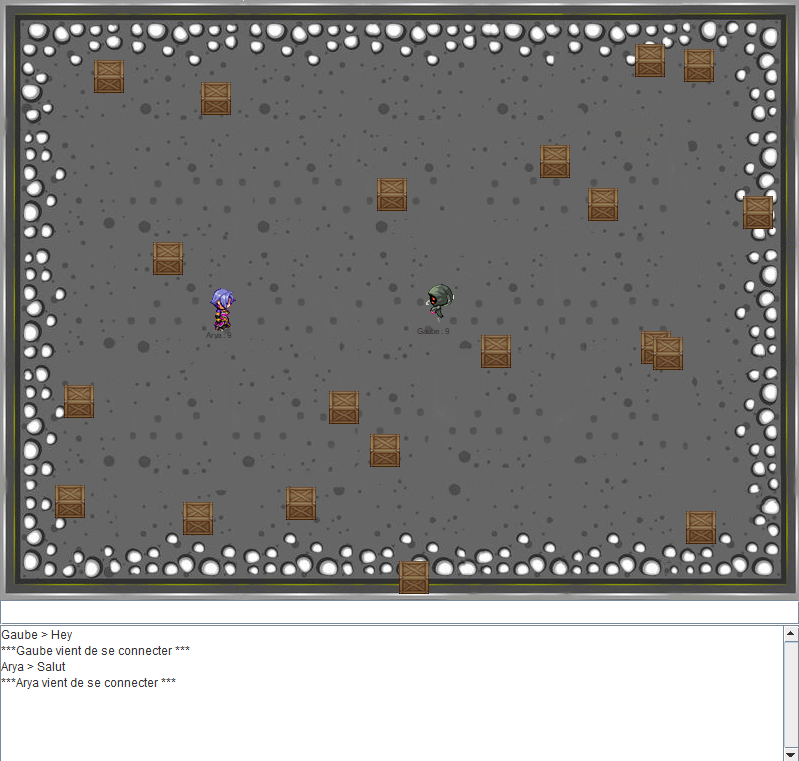 Arya : 9
Gaube : 9
Gaube > Hey
***Gaube vient de se connecter ***
Arya > Salut
***Arya vient de se connecter ***